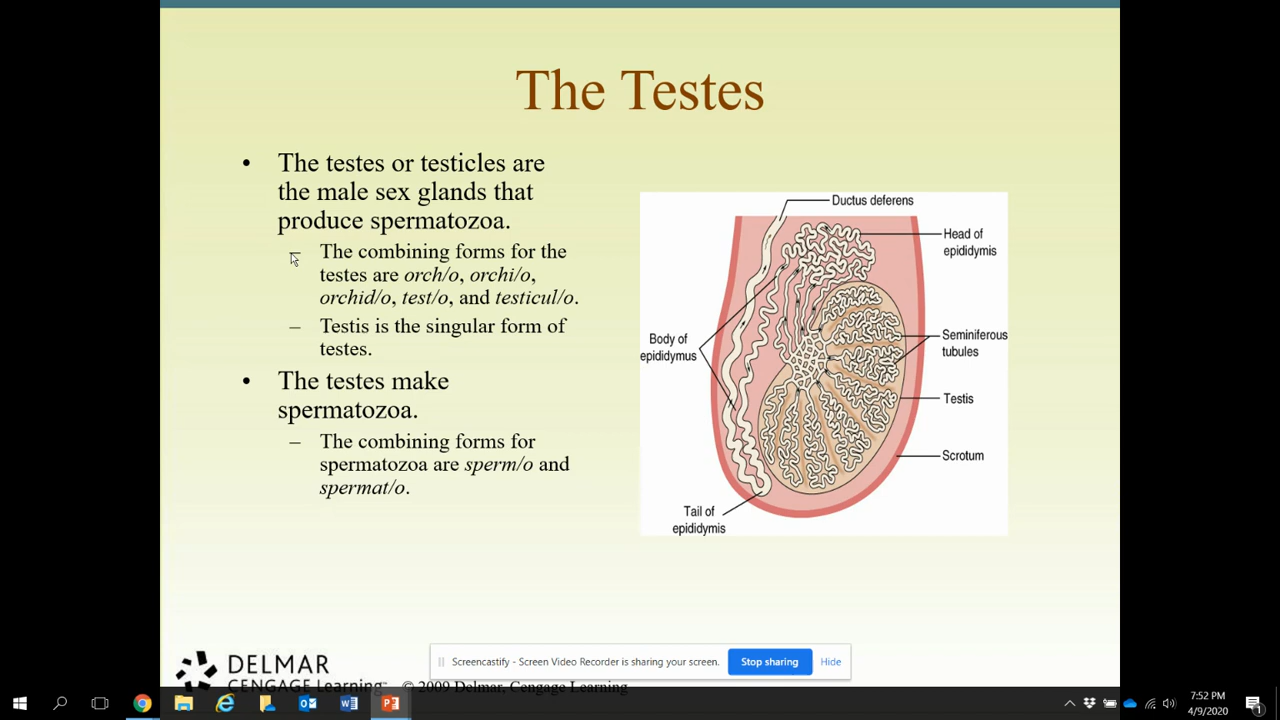 The Testes
• The testes or testicles are
the male sex glands that
produce spermatozoa.
– The combining forms for the
testes are orch/o, orchi/o,
orchid/o, test/o, and testicul/o.
– Testis is the singular form of
testes.
• The testes make
spermatozoa.
– The combining forms for
spermatozoa are sperm/o and
spermat/o.
Ductus deferens
Head of
epididymis
Body of
epididymus
Seminiferous
tubules
Testis
Scrotum
Tail of
epididymis
DELMAR
CENGAGE Learning™
© 2009 Delmar, Cengage Learning
Screencastify - Screen Video Recorder is sharing your screen.
Stop sharing
Hide
7:52 PM
4/9/2020
1